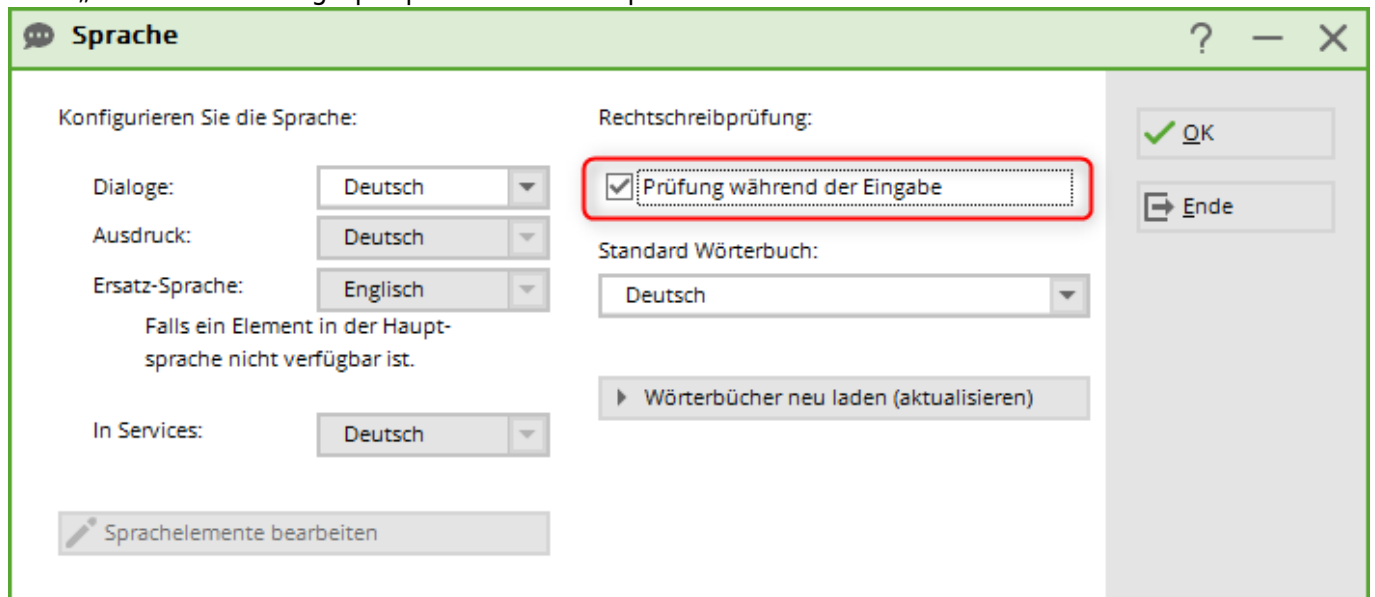 Sprache
Konfigurieren Sie die Sprache:
Dialoge: Deutsch
Ausdruck: Deutsch
Ersatz-Sprache: Englisch
Falls ein Element in der Haupt-
sprache nicht verfügbar ist.
In Services: Deutsch
Sprachelemente bearbeiten
Rechtschreibprüfung:
Prüfung während der Eingabe
Standard Wörterbuch:
Deutsch
Wörterbücher neu laden (aktualisieren)
OK
Ende